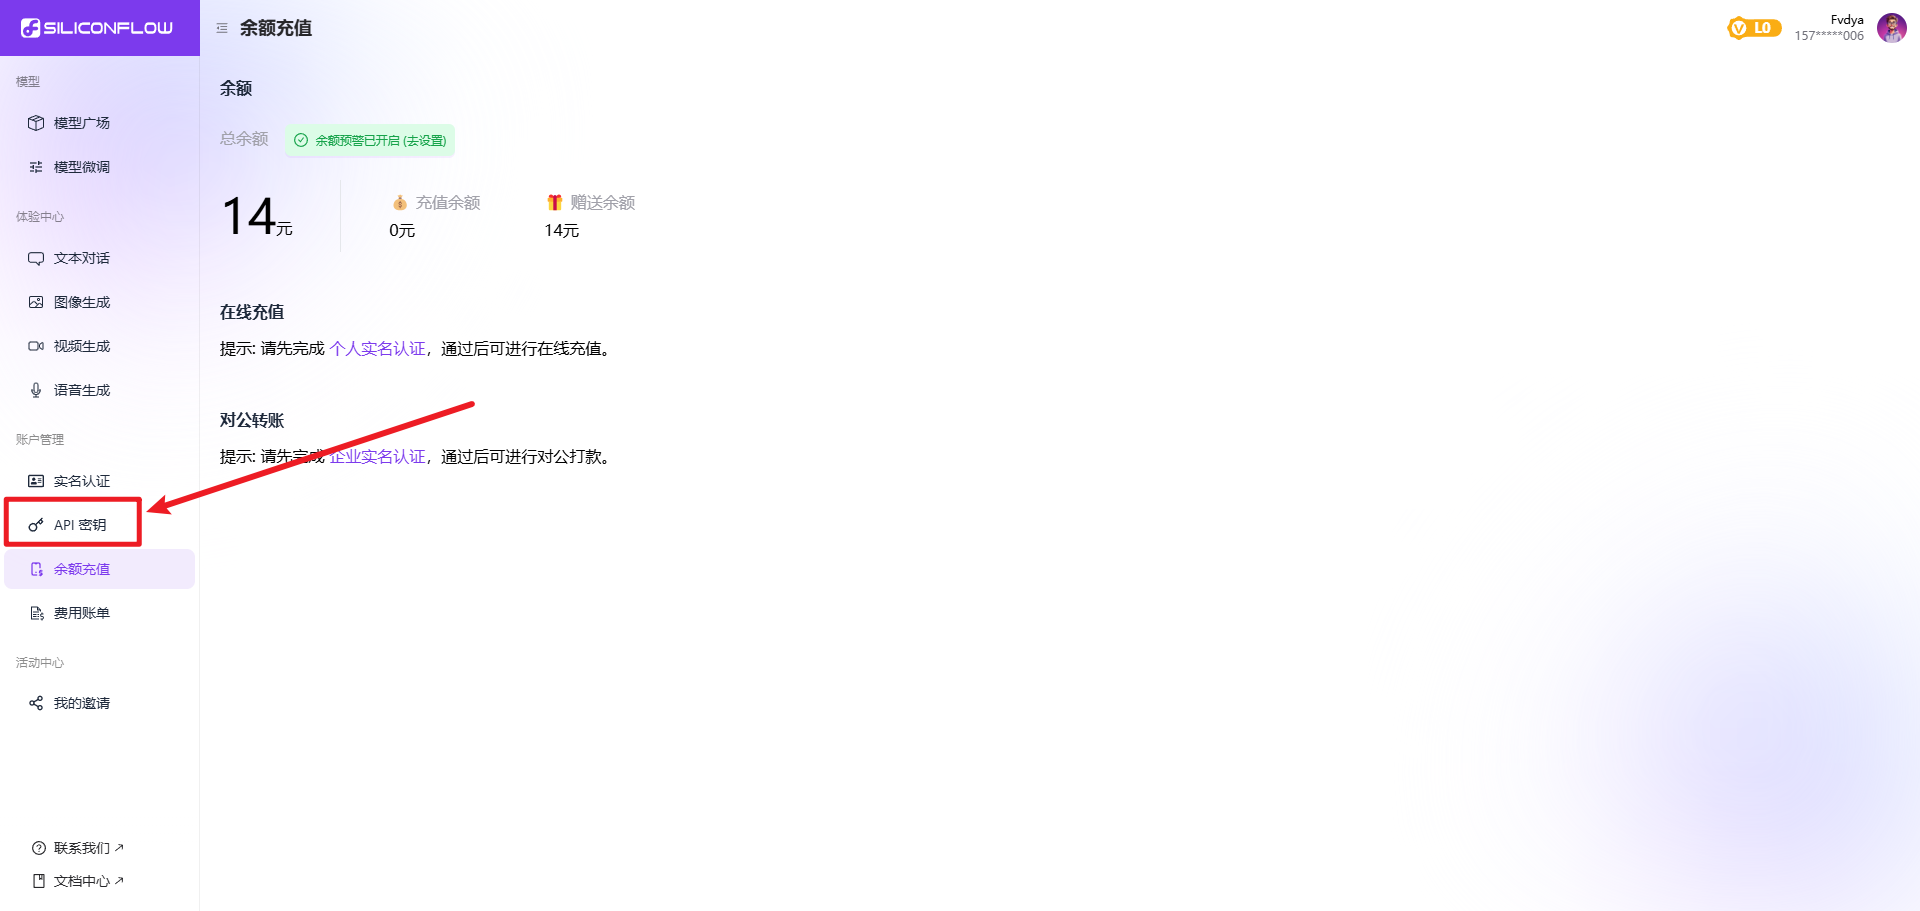 SILICONFLOW
余额充值
L0
Fvdya
157*****006
模型
模型广场
模型微调
体验中心
文本对话
图像生成
视频生成
语音生成
账户管理
实名认证
API 密钥
余额充值
费用账单
活动中心
我的邀请
联系我们
文档中心
余额
总余额
余额预警已开启 (去设置)
14元
充值余额
0元
赠送余额
14元
在线充值
提示: 请先完成 个人实名认证，通过后可进行在线充值。
对公转账
提示: 请先完成 企业实名认证，通过后可进行对公打款。